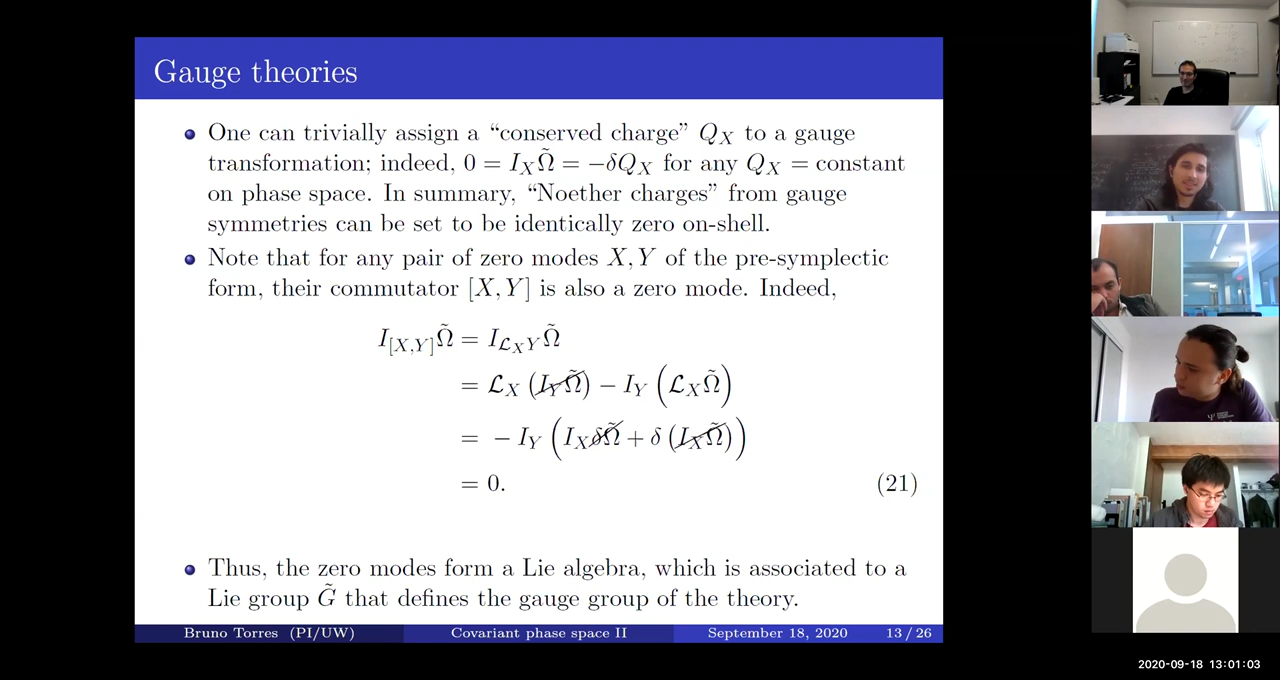 Gauge theories
One can trivially assign a “conserved charge” Q_X to a gauge
transformation; indeed, 0 = I_X Ω̃ = −δQ_X for any Q_X = constant
on phase space. In summary, “Noether charges” from gauge
symmetries can be set to be identically zero on-shell.
Note that for any pair of zero modes X, Y of the pre-symplectic
form, their commutator [X, Y] is also a zero mode. Indeed,
I_{[X,Y]} Ω̃ = I_{ℒ_X Y} Ω̃
= ℒ_X (I_Y Ω̃) − I_Y (ℒ_X Ω̃)
= − I_Y (I_X δΩ̃ + δ (I_X Ω̃))
= 0. (21)
Thus, the zero modes form a Lie algebra, which is associated to a
Lie group G̃ that defines the gauge group of the theory.
Bruno Torres (PI/UW) Covariant phase space II September 18, 2020 13 / 26
2020-09-18 13:01:03